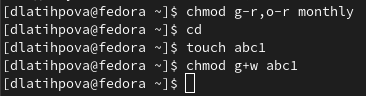 [dlatihpova@fedora ~]$ chmod g-r,o-r monthly
[dlatihpova@fedora ~]$ cd
[dlatihpova@fedora ~]$ touch abc1
[dlatihpova@fedora ~]$ chmod g+w abc1
[dlatihpova@fedora ~]$